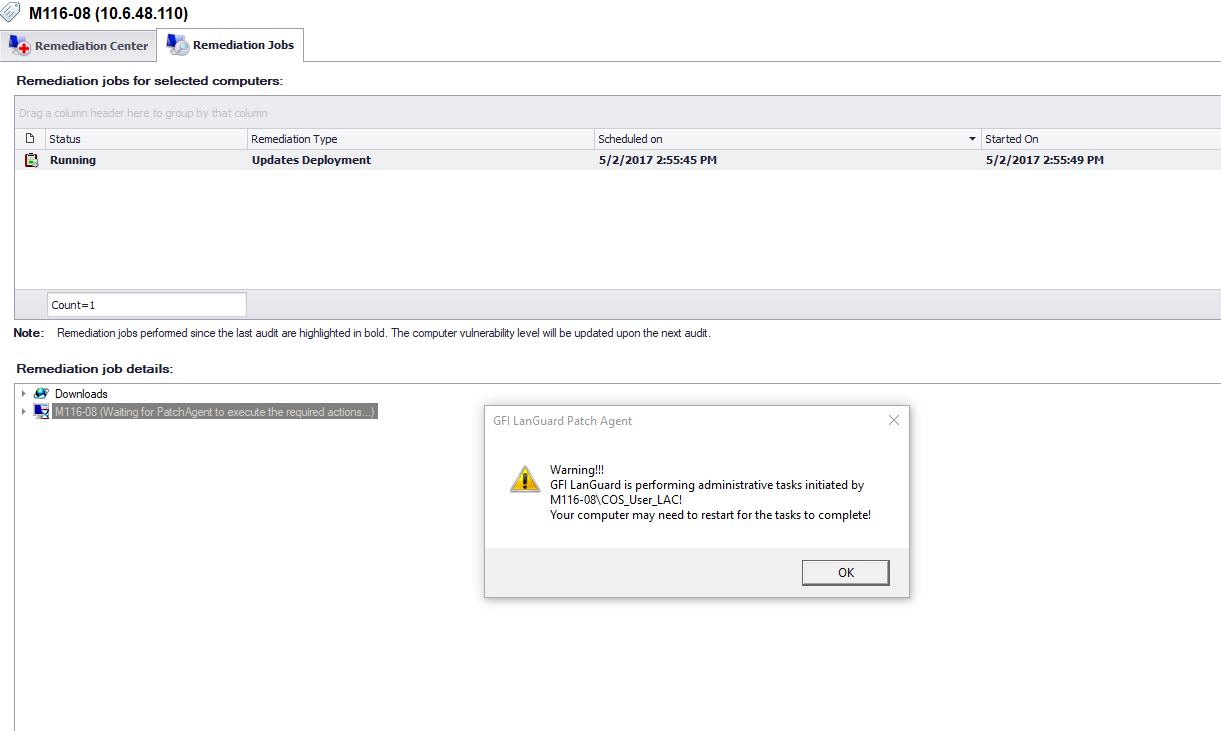 M116-08 (10.6.48.110)
Remediation Center
Remediation Jobs
Remediation jobs for selected computers:
Drag a column header here to group by that column
Status Remediation Type Scheduled on Started On
Running Updates Deployment 5/2/2017 2:55:45 PM 5/2/2017 2:55:49 PM
Count=1
Note: Remediation jobs performed since the last audit are highlighted in bold. The computer vulnerability level will be updated upon the next audit.
Remediation job details:
Downloads
M116-08 (Waiting for PatchAgent to execute the required actions...)
GFI LanGuard Patch Agent
Warning!!!
GFI LanGuard is performing administrative tasks initiated by
M116-08\COS_User_LAC!
Your computer may need to restart for the tasks to complete!
OK